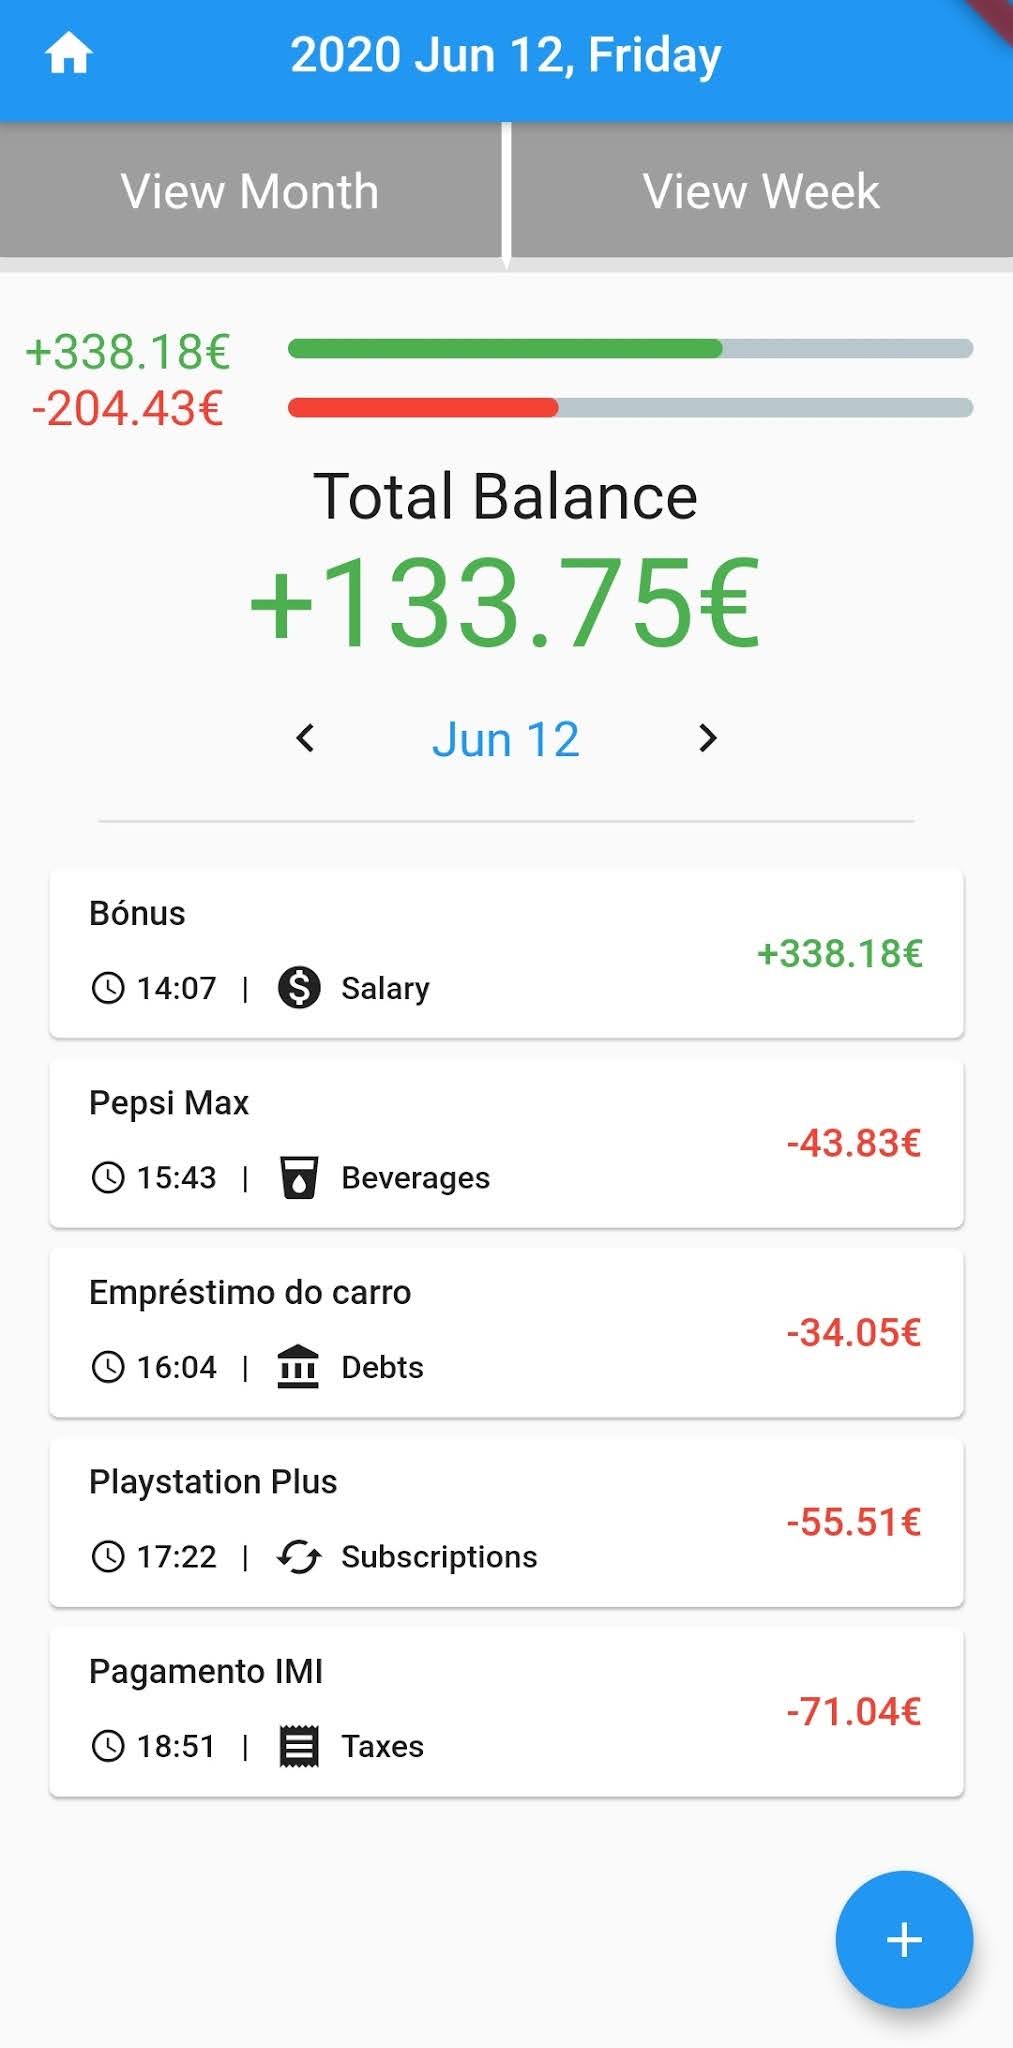 2020 Jun 12, Friday
View Month
View Week
+338.18€
-204.43€
Total Balance
+133.75€
Jun 12
Bónus
+338.18€
14:07 | Salary
Pepsi Max
-43.83€
15:43 | Beverages
Empréstimo do carro
-34.05€
16:04 | Debts
Playstation Plus
-55.51€
17:22 | Subscriptions
Pagamento IMI
-71.04€
18:51 | Taxes
+